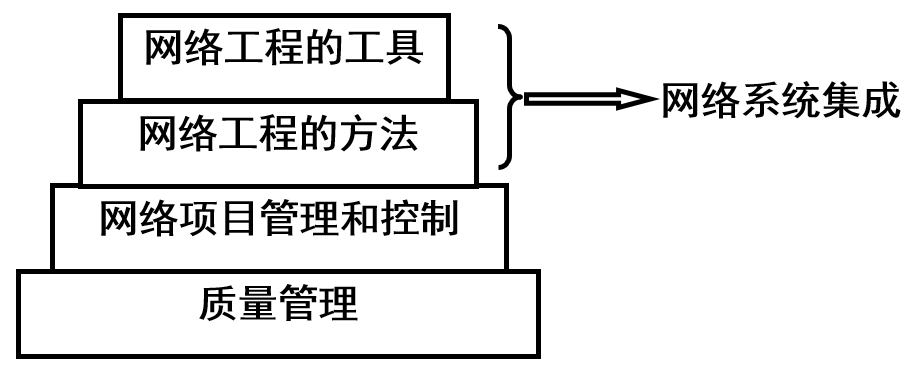 网络工程的工具
网络工程的方法
网络系统集成
网络项目管理和控制
质量管理